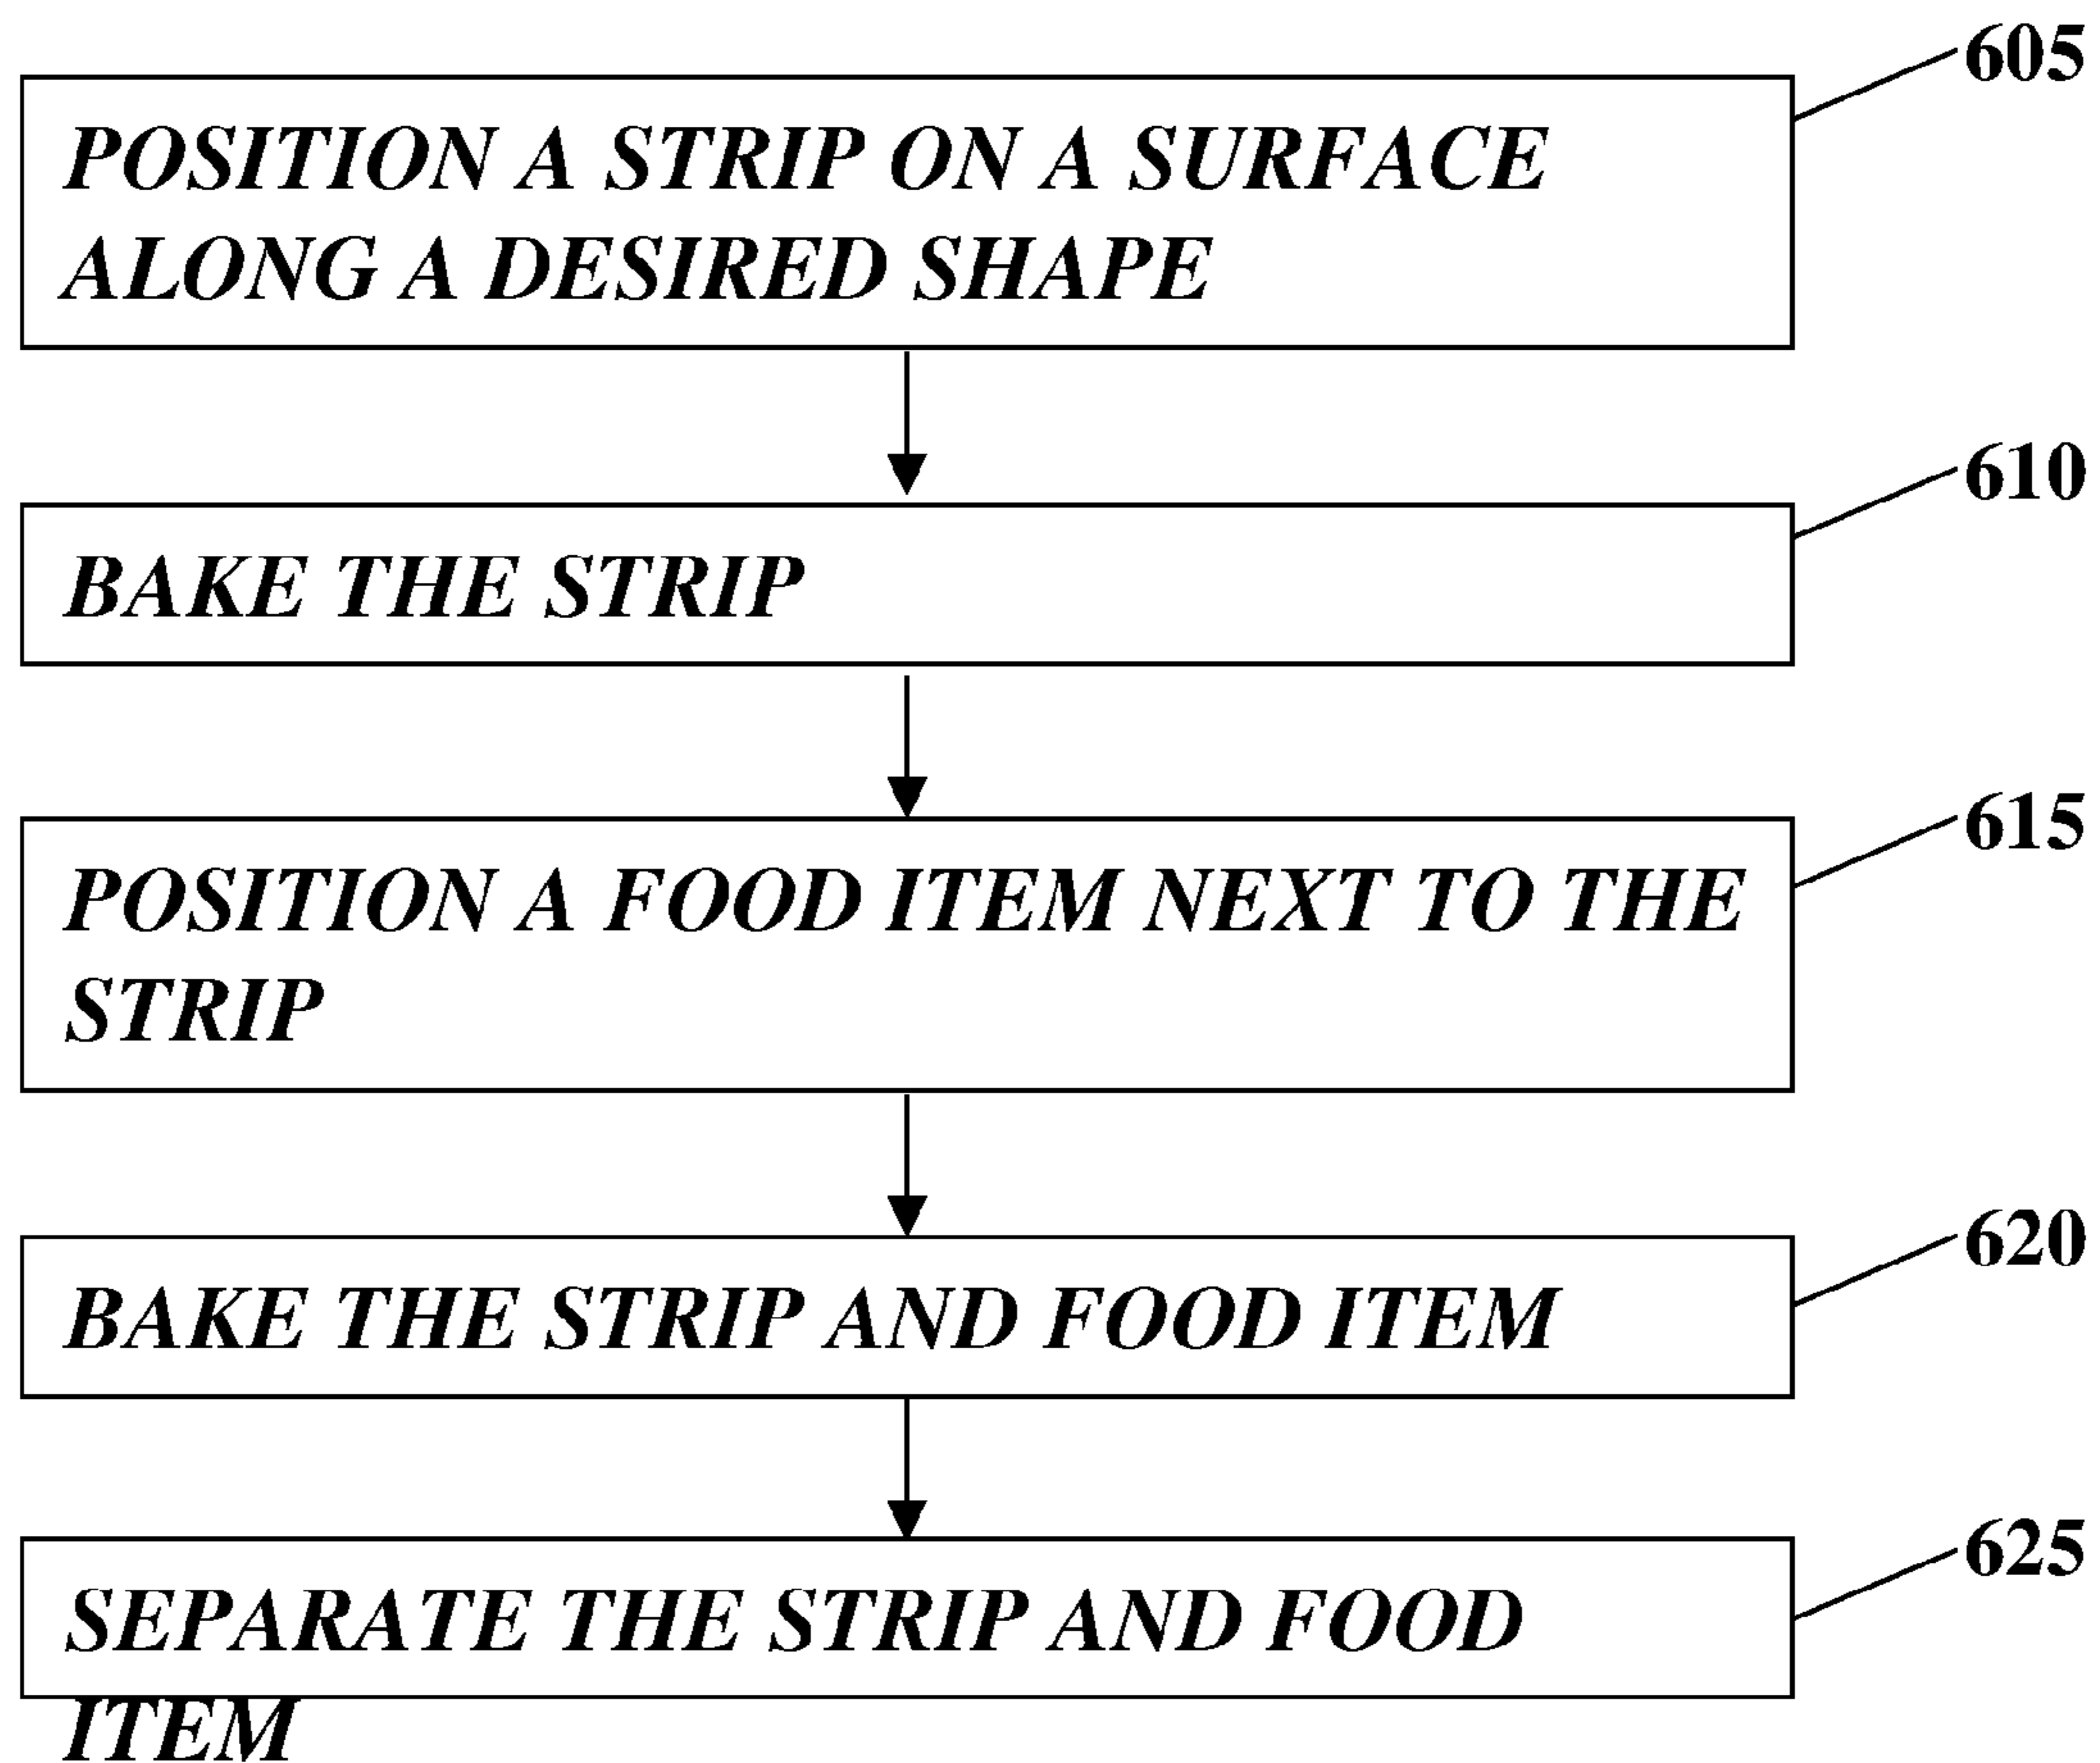 605
POSITION A STRIP ON A SURFACE
ALONG A DESIRED SHAPE
610
BAKE THE STRIP
615
POSITION A FOOD ITEM NEXT TO THE
STRIP
620
BAKE THE STRIP AND FOOD ITEM
625
SEPARATE THE STRIP AND FOOD
ITEM